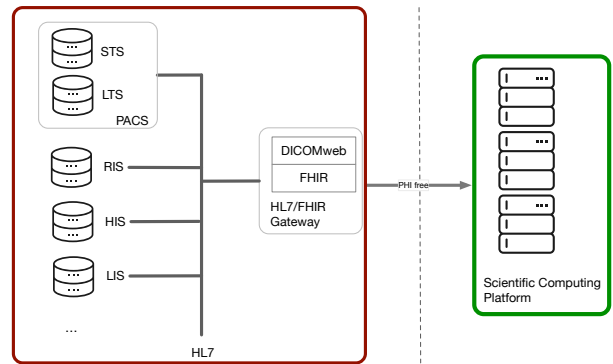 STS
LTS
PACS
RIS
HIS
LIS
...
HL7
DICOMweb
FHIR
HL7/FHIR
Gateway
PHI free
Scientific Computing
Platform